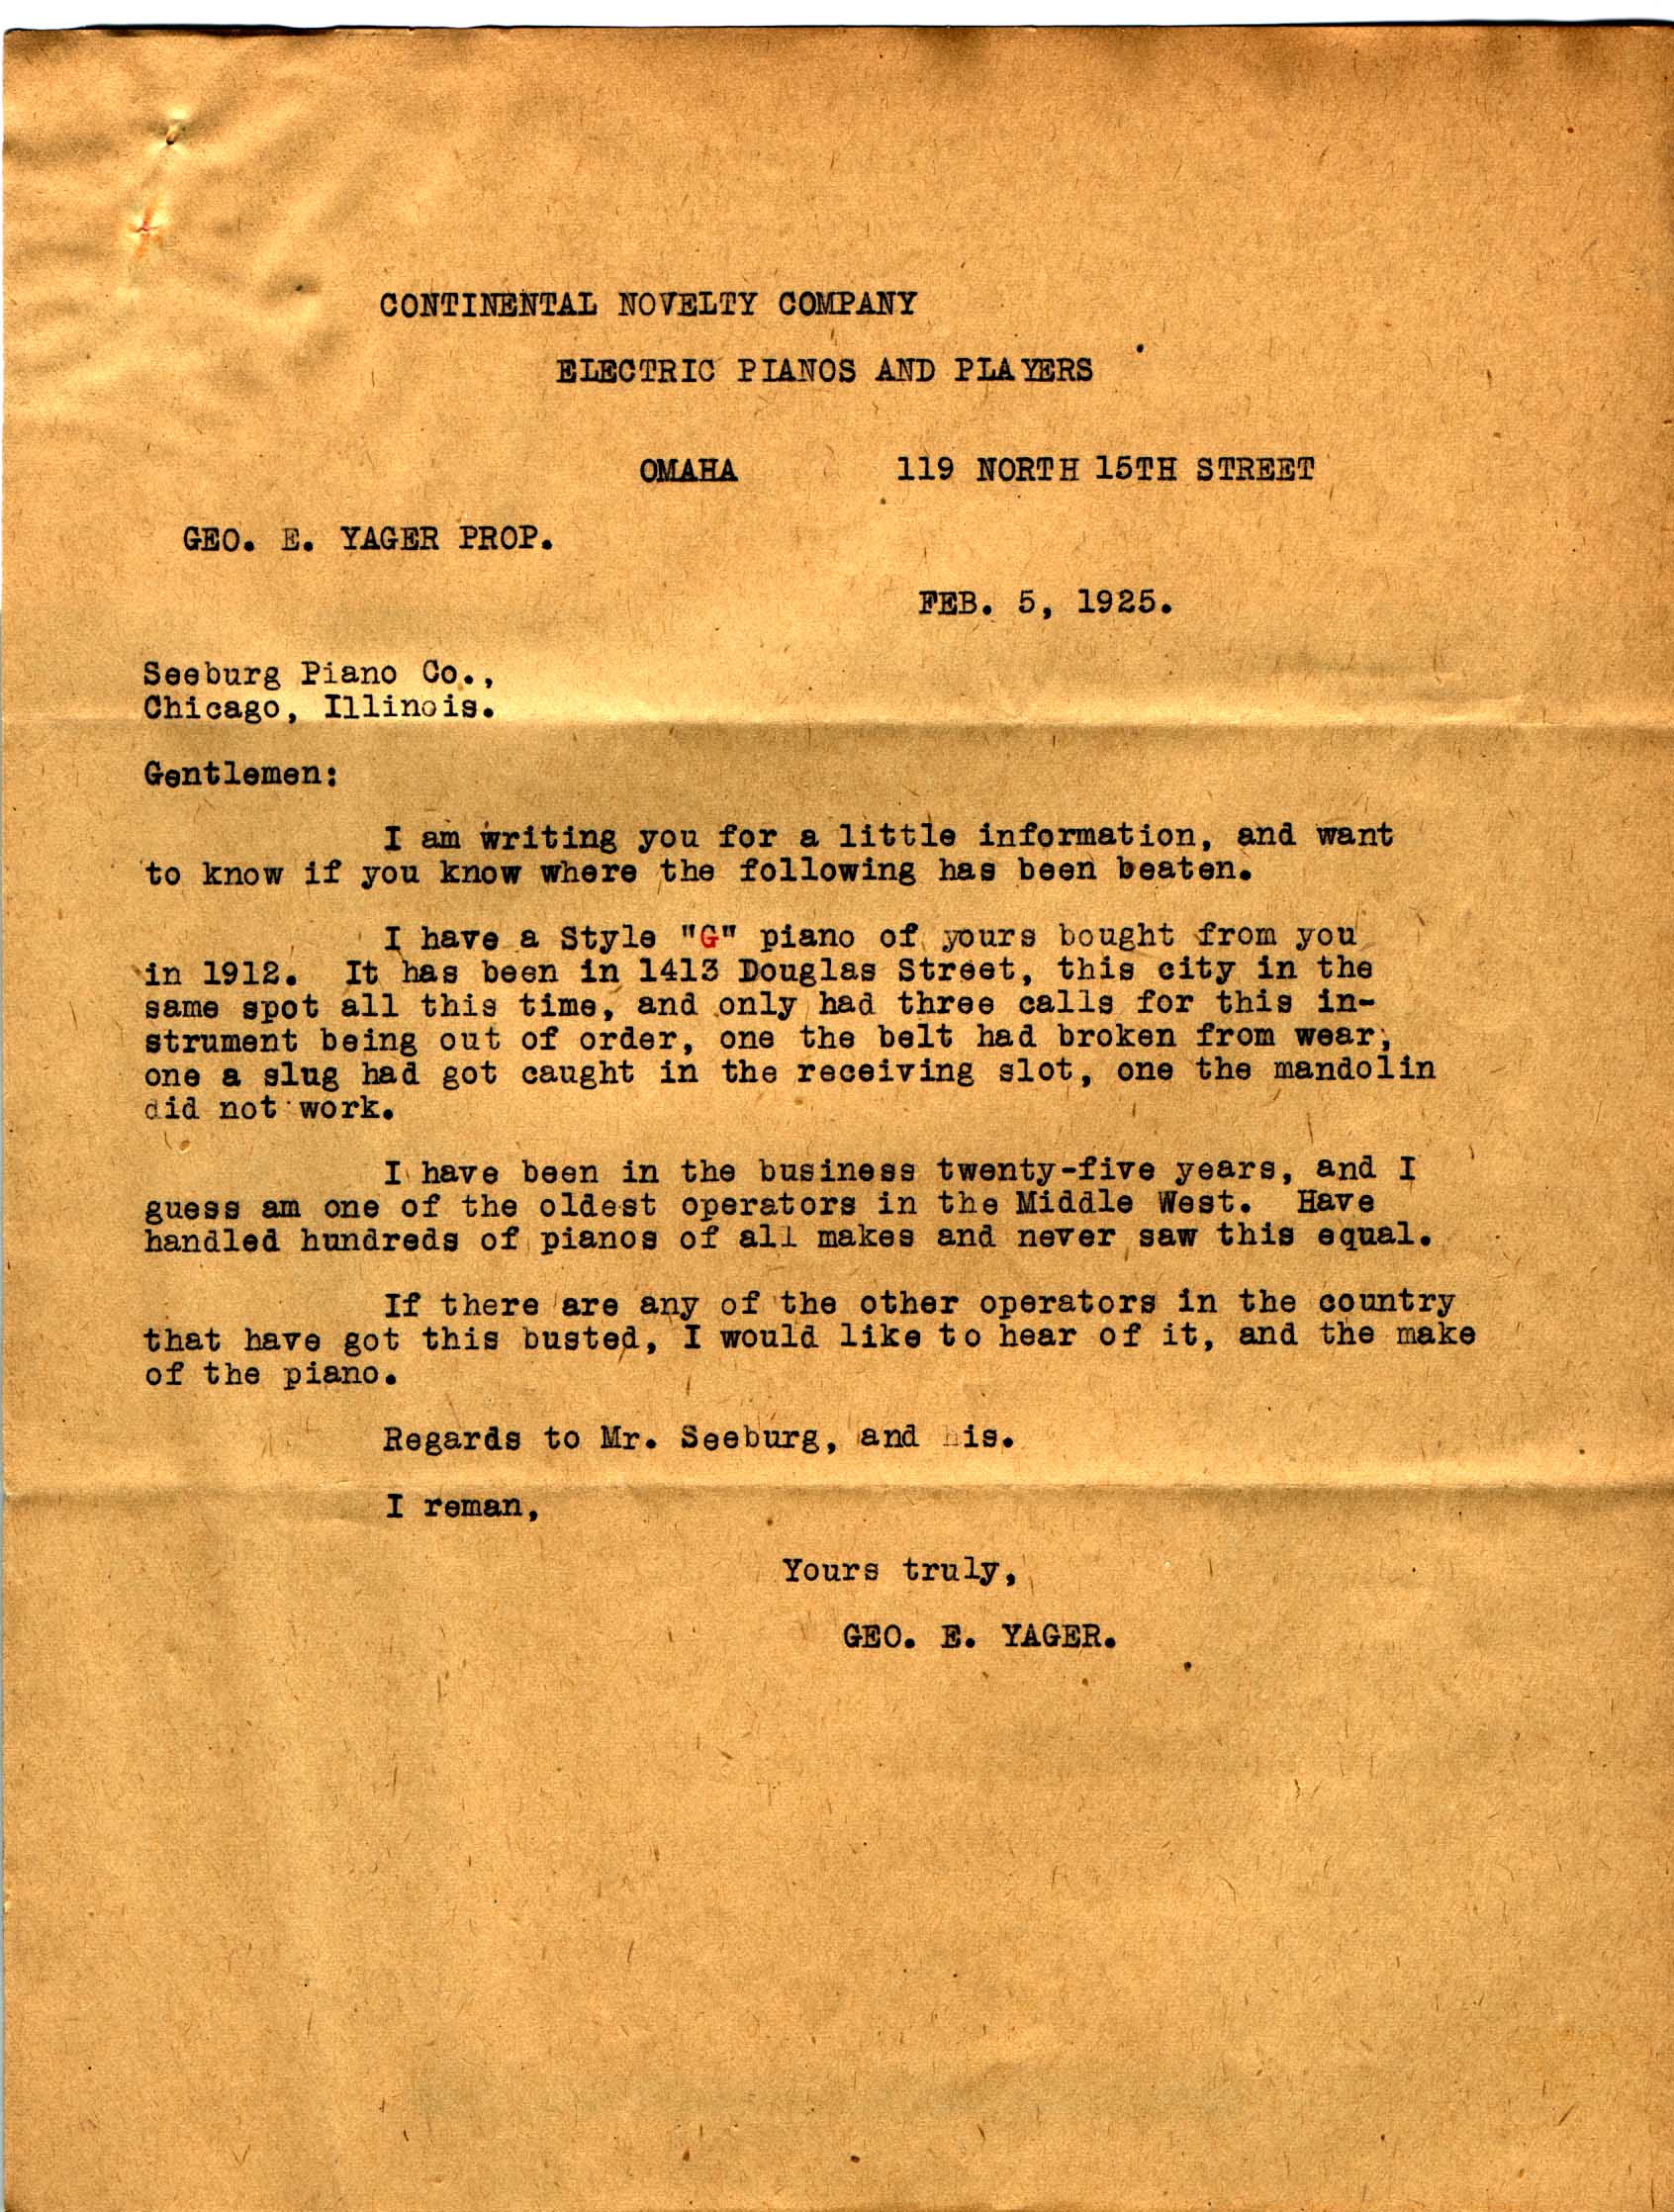 CONTINENTAL NOVELTY COMPANY
ELECTRIC PIANOS AND PLAYERS
OMAHA 119 NORTH 15TH STREET
GEO. E. YAGER PROP.
FEB. 5, 1925.
Seeburg Piano Co.,
Chicago, Illinois.
Gentlemen:
I am writing you for a little information, and want
to know if you know where the following has been beaten.
I have a Style "G" piano of yours bought from you
in 1912. It has been in 1413 Douglas Street, this city in the
same spot all this time, and only had three calls for this in-
strument being out of order, one the belt had broken from wear,
one a slug had got caught in the receiving slot, one the mandolin
did not work.
I have been in the business twenty-five years, and I
guess am one of the oldest operators in the Middle West. Have
handled hundreds of pianos of all makes and never saw this equal.
If there are any of the other operators in the country
that have got this busted, I would like to hear of it, and the make
of the piano.
Regards to Mr. Seeburg, and his.
I reman,
Yours truly,
GEO. E. YAGER.